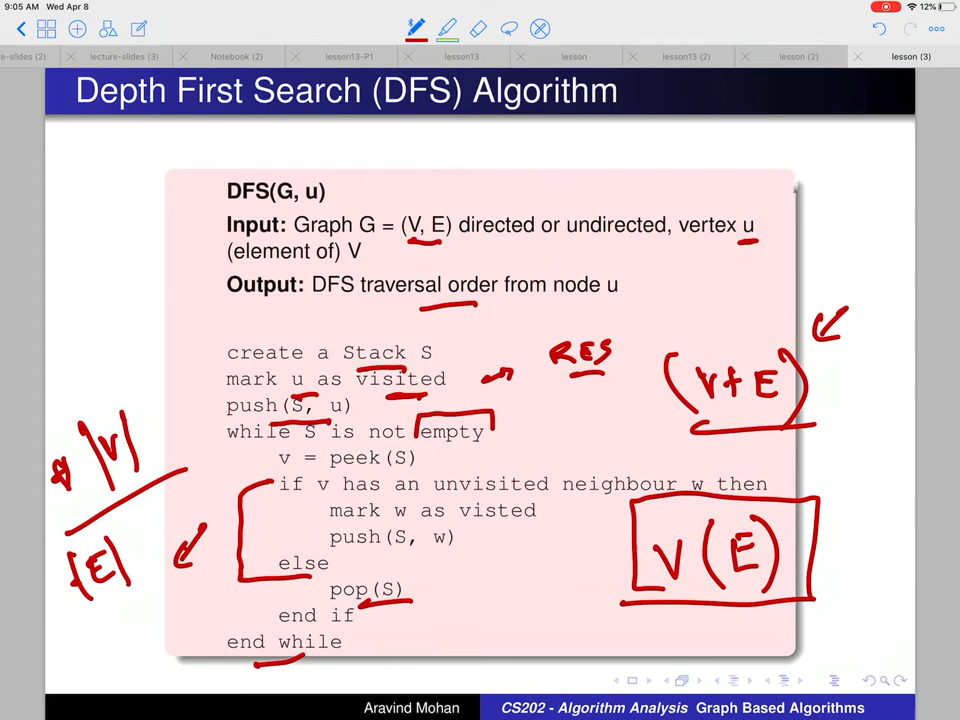 9:05 AM Wed Apr 8
12%
e-slides (2)
lecture-slides (3)
Notebook (2)
lesson13-P1
lesson13
lesson
lesson13 (2)
lesson (2)
lesson (3)
Depth First Search (DFS) Algorithm
DFS(G, u)
Input: Graph G = (V, E) directed or undirected, vertex u
(element of) V
Output: DFS traversal order from node u
create a Stack S
RES
mark u as visited
(V+E)
push(S, u)
while S is not empty
|V|
v = peek(S)
if v has an unvisited neighbour w then
mark w as visted
push(S, w)
V(E)
else
|E|
pop(S)
end if
end while
Aravind Mohan
CS202 - Algorithm Analysis Graph Based Algorithms